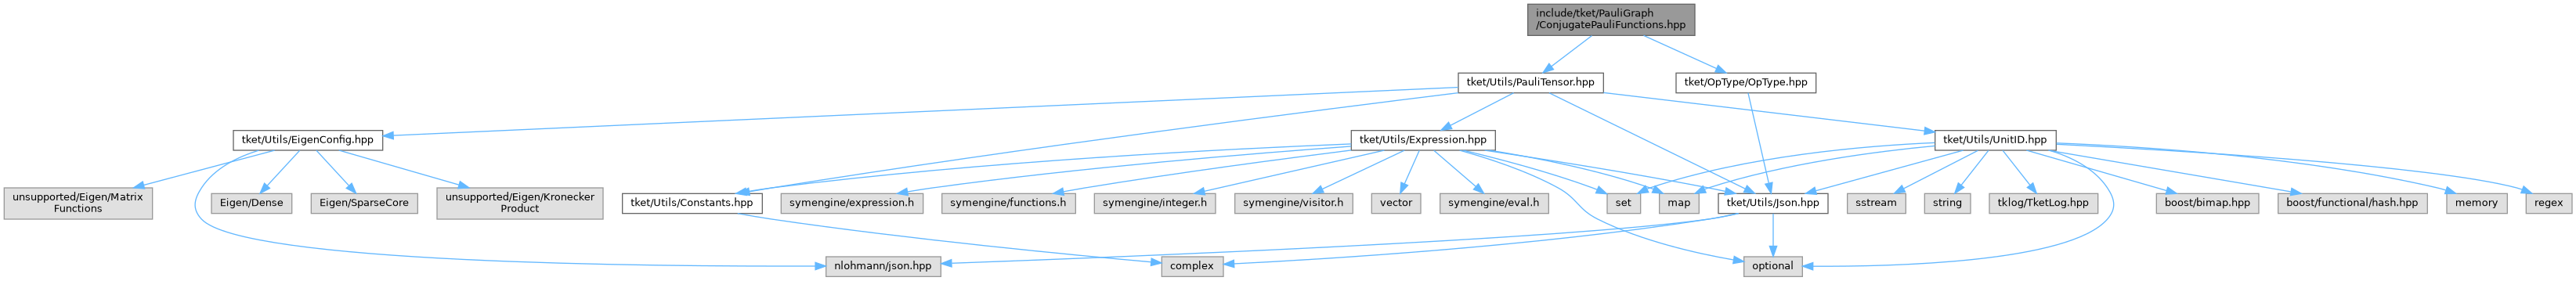 include/tket/PauliGraph
/ConjugatePauliFunctions.hpp
tket/Utils/PauliTensor.hpp
tket/OpType/OpType.hpp
tket/Utils/EigenConfig.hpp
tket/Utils/Expression.hpp
tket/Utils/UnitID.hpp
unsupported/Eigen/Matrix
Functions
Eigen/Dense
Eigen/SparseCore
unsupported/Eigen/Kronecker
Product
tket/Utils/Constants.hpp
symengine/expression.h
symengine/functions.h
symengine/integer.h
symengine/visitor.h
vector
symengine/eval.h
set
map
tket/Utils/Json.hpp
sstream
string
tklog/TketLog.hpp
boost/bimap.hpp
boost/functional/hash.hpp
memory
regex
nlohmann/json.hpp
complex
optional